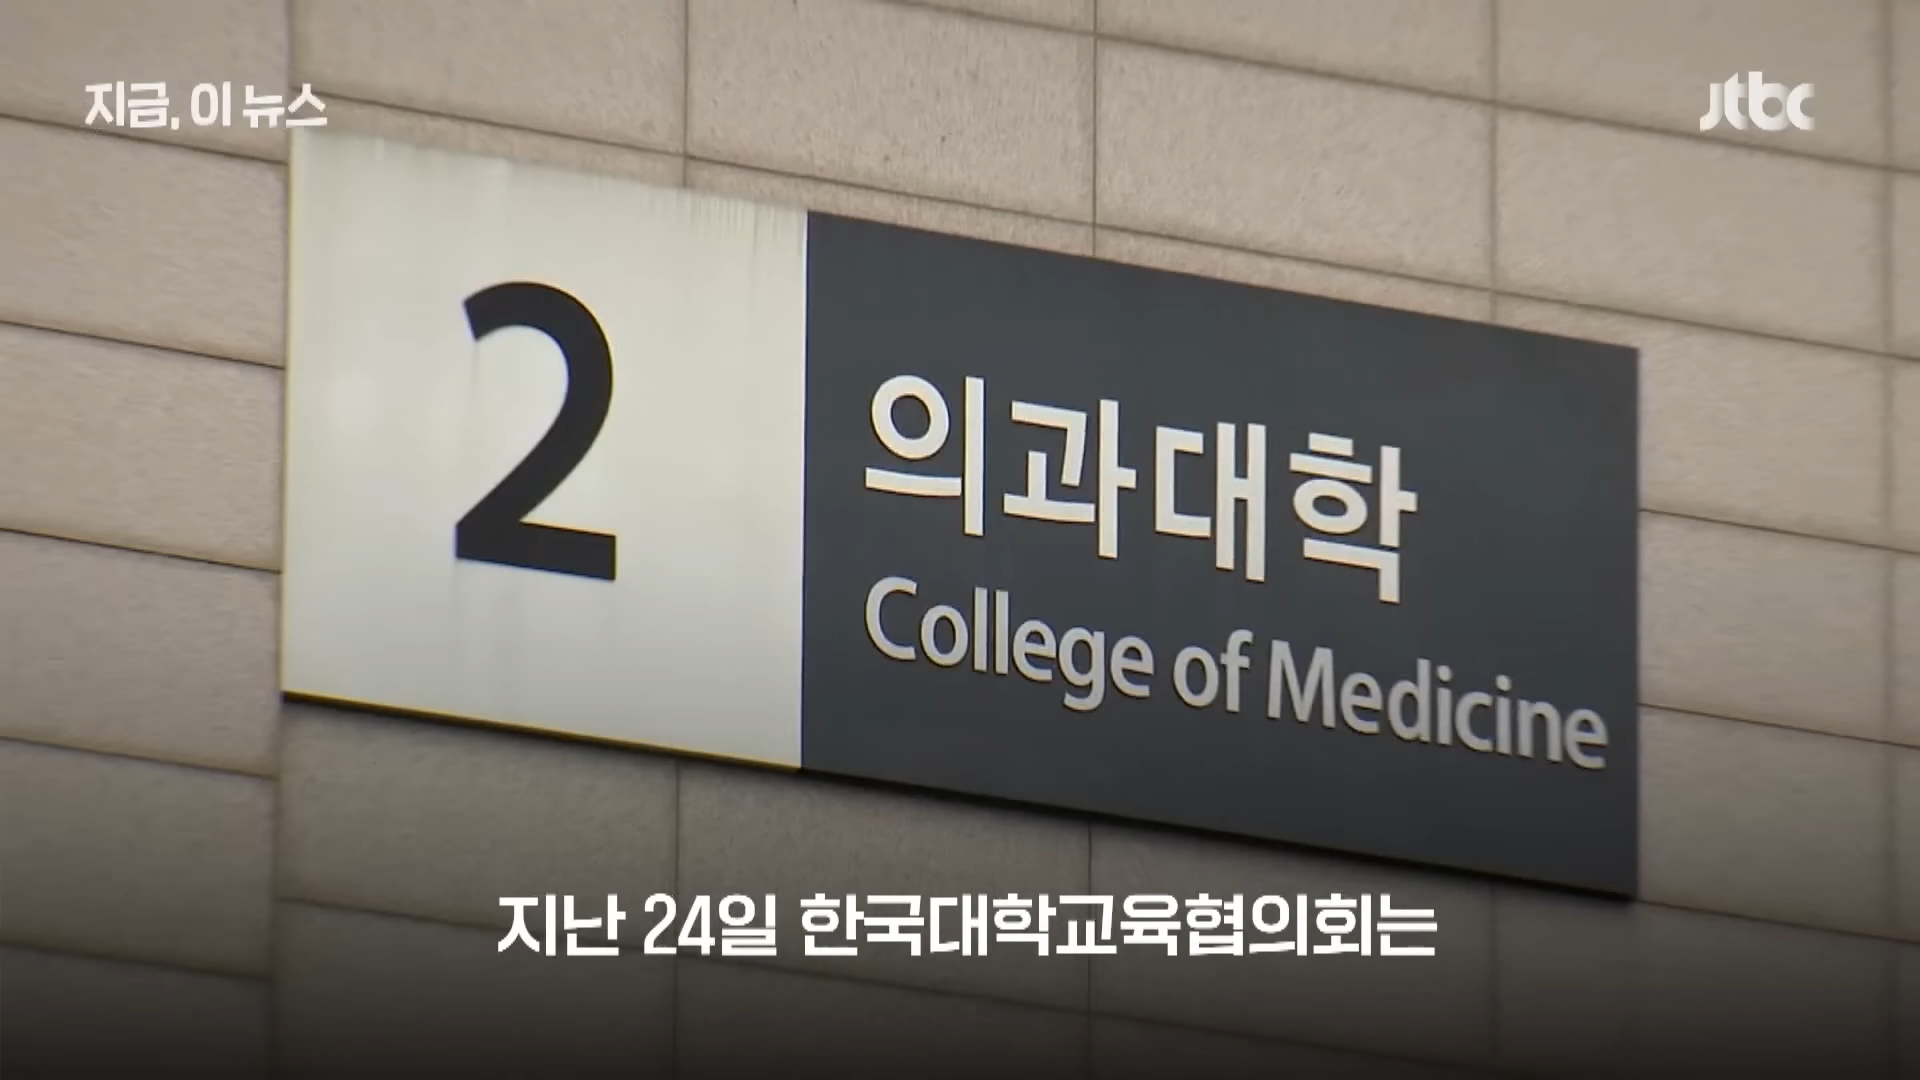 지금, 이 뉴스
jtbc
2
의과대학
College of Medicine
지난 24일 한국대학교육협의회는